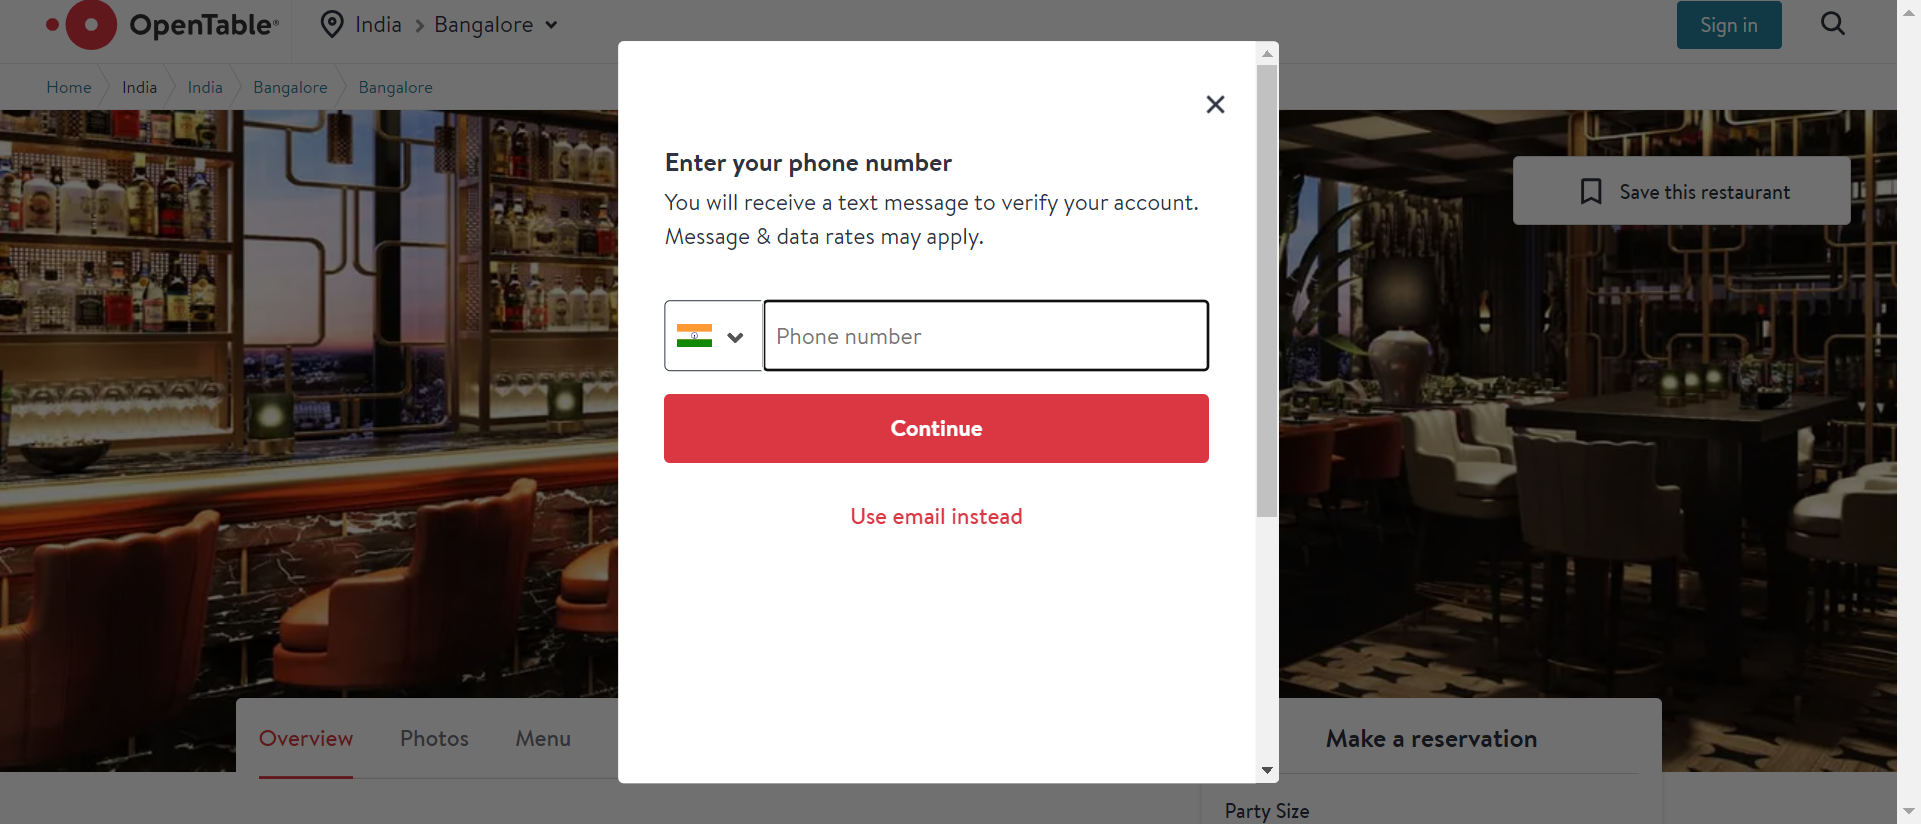 OpenTable®
India
Bangalore
Sign in
Home
India
India
Bangalore
Bangalore
Enter your phone number
You will receive a text message to verify your account.
Message & data rates may apply.
Phone number
Continue
Use email instead
Save this restaurant
Overview
Photos
Menu
Make a reservation
Party Size